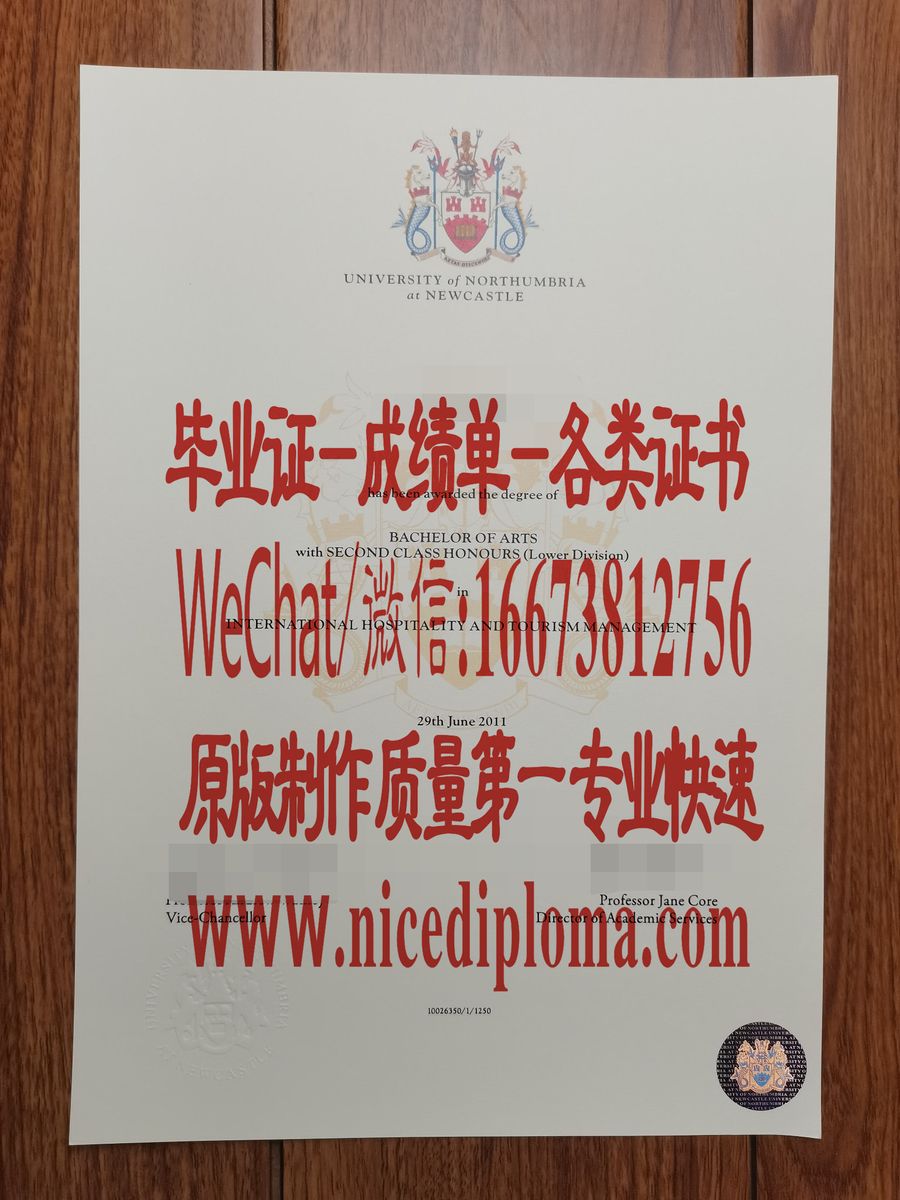 UNIVERSITY of NORTHUMBRIA
at NEWCASTLE
毕业证一成绩单一各类证书
has been awarded the degree of
BACHELOR OF ARTS
with SECOND CLASS HONOURS (Lower Division)
in
WeChat/微信:16673812756
INTERNATIONAL HOSPITALITY AND TOURISM MANAGEMENT
29th June 2011
原版制作质量第一专业快速
Professor Jane Core
Vice-Chancellor
Director of Academic Services
www.nicediploma.com
10026350/1/1250